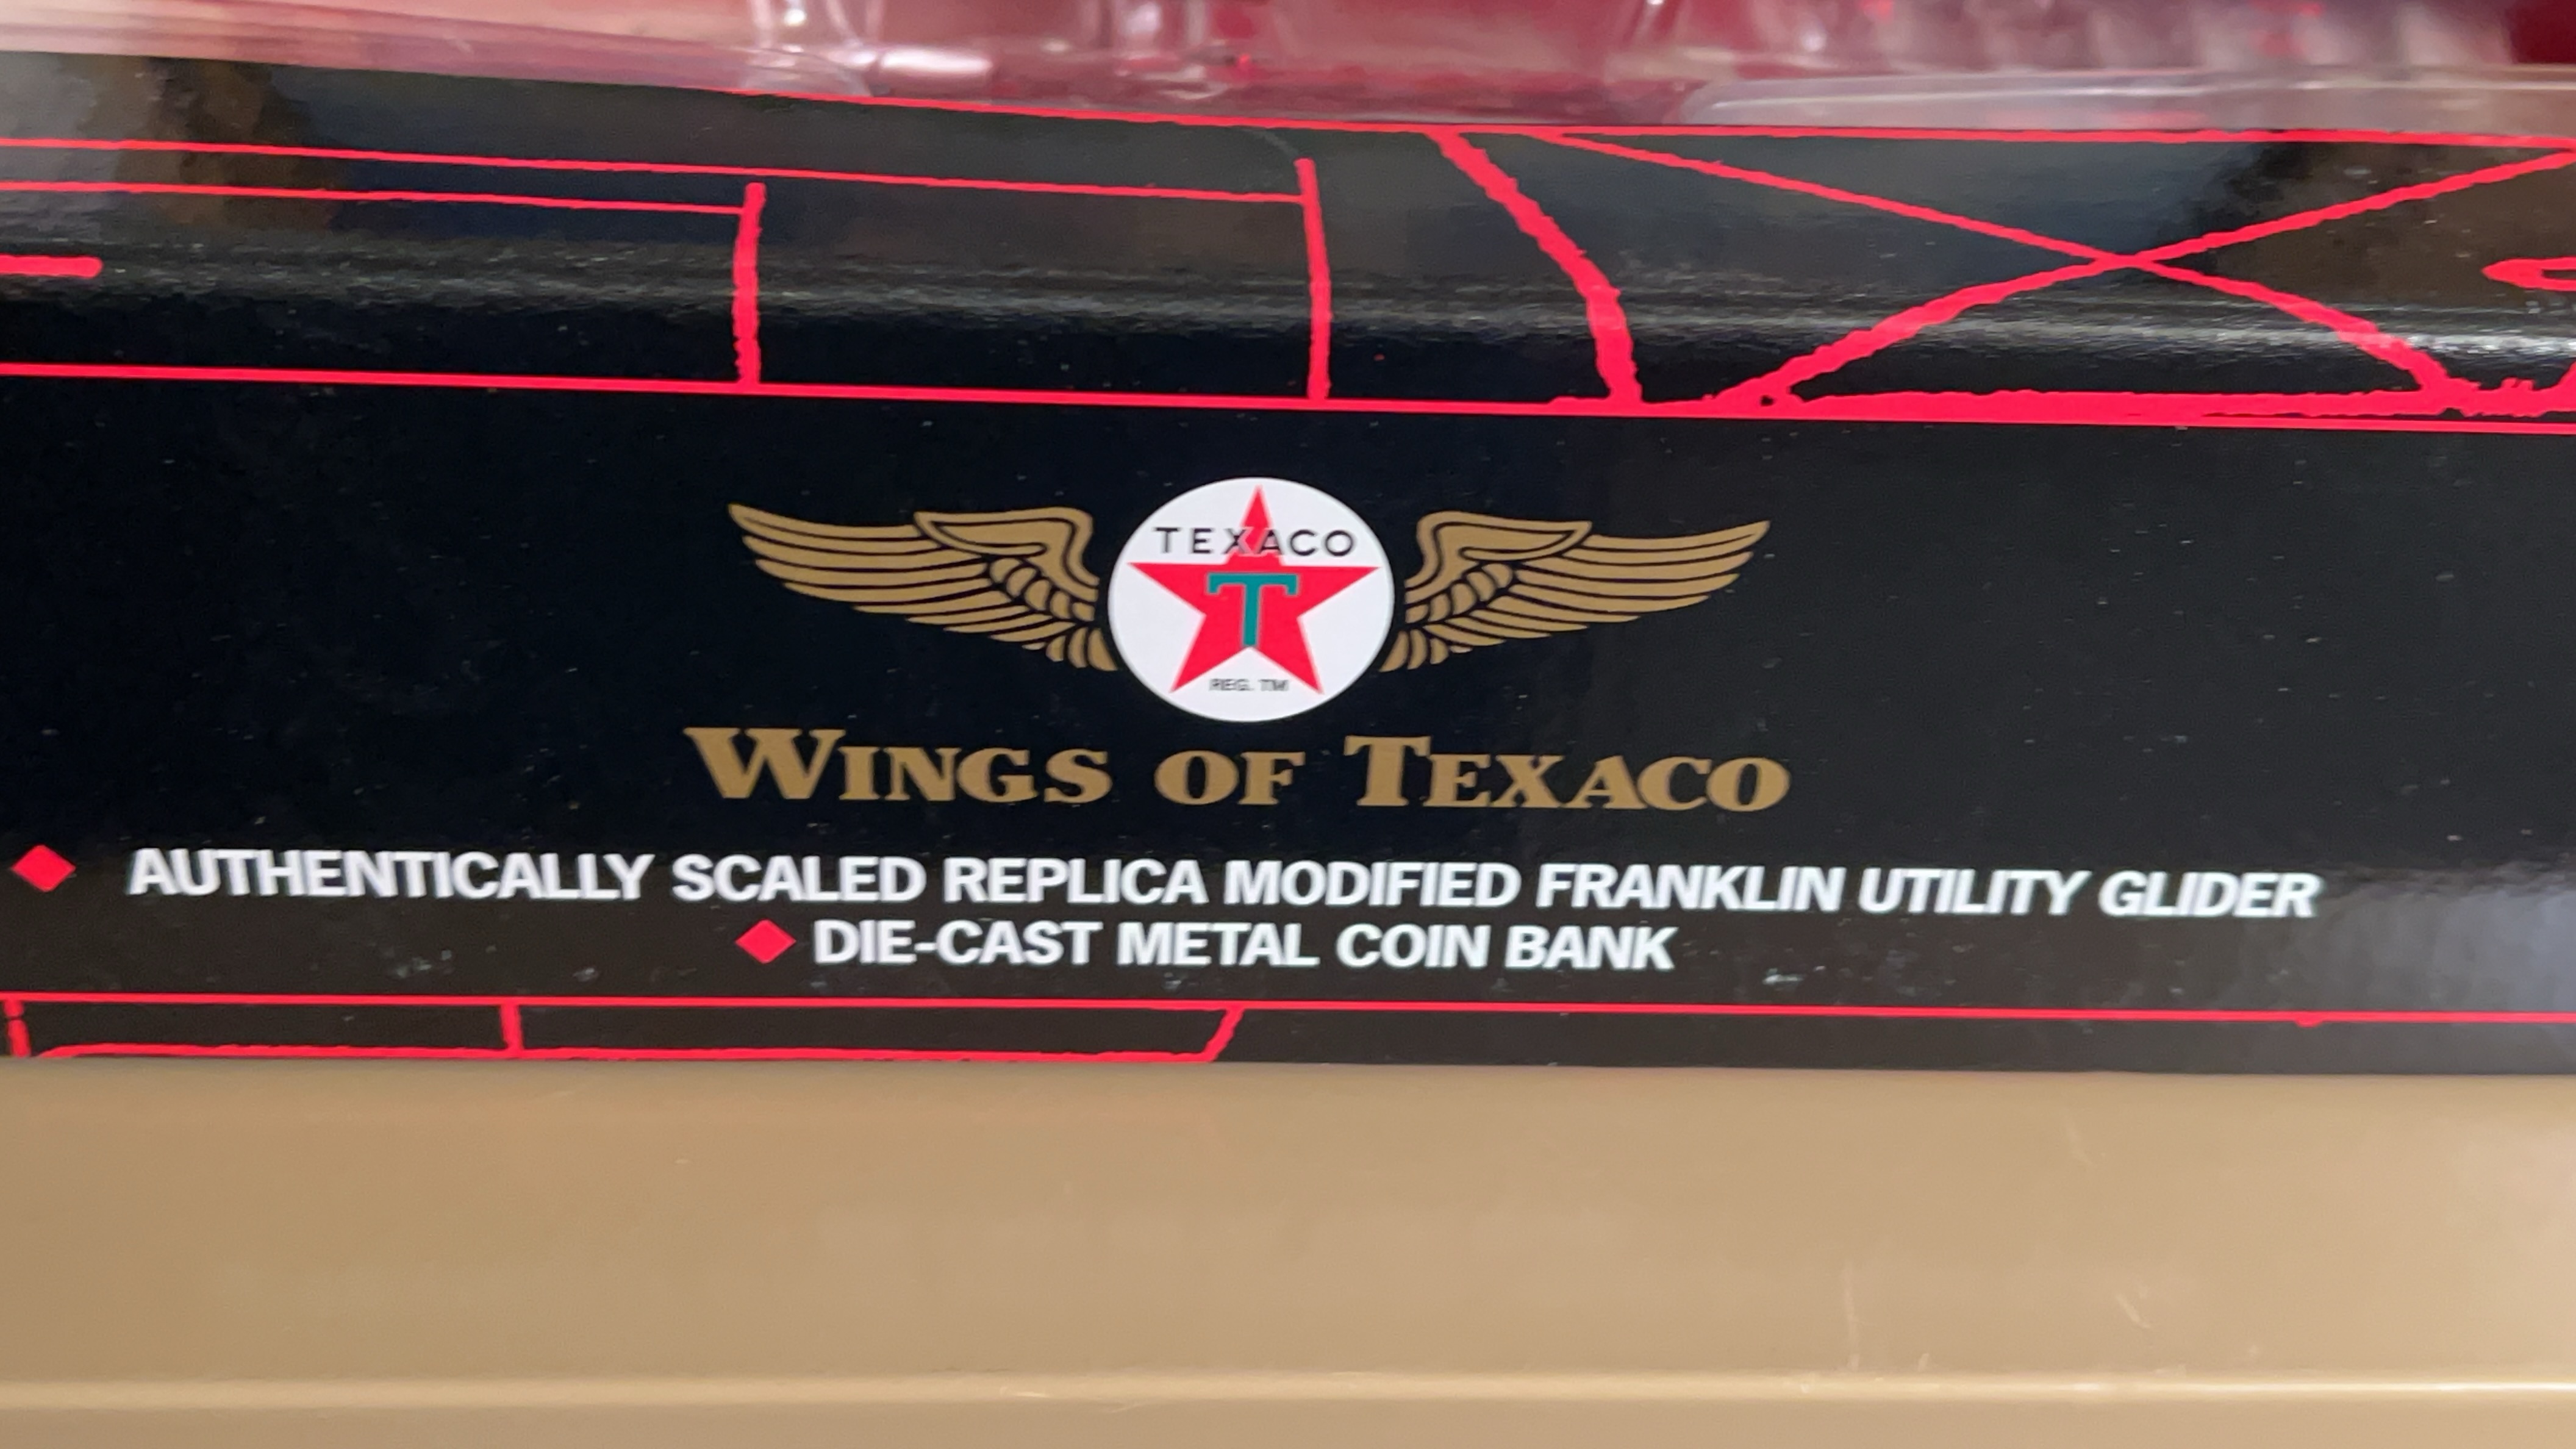 TEXACO
T
REG. TM
WINGS OF TEXACO
AUTHENTICALLY SCALED REPLICA MODIFIED FRANKLIN UTILITY GLIDER
DIE-CAST METAL COIN BANK